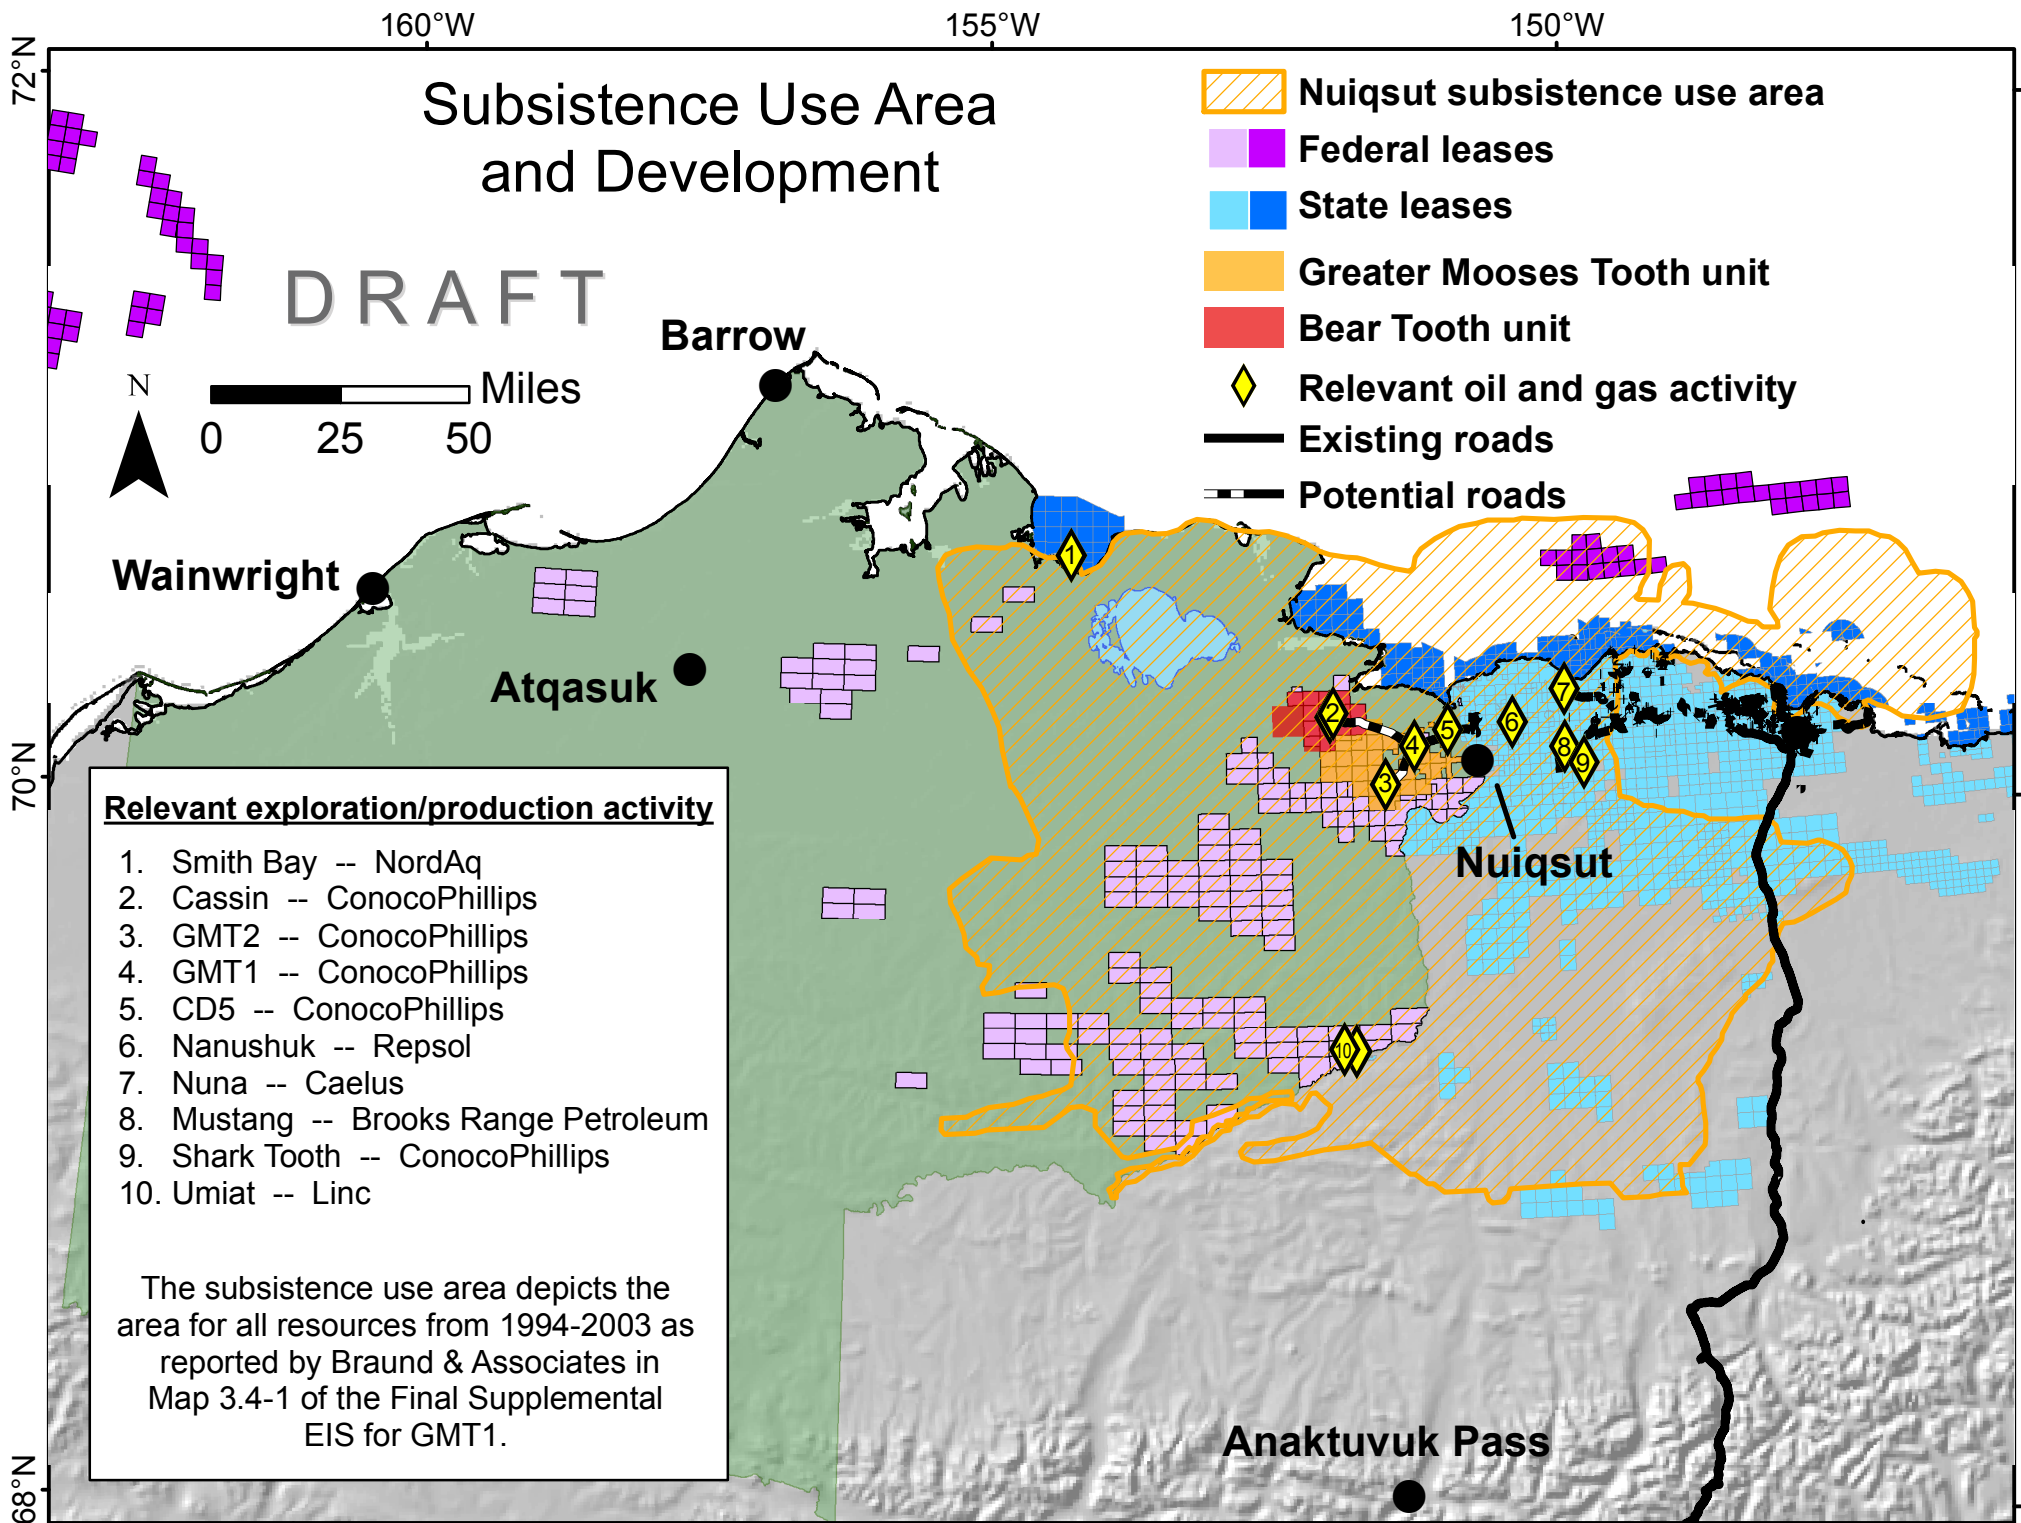 160°W
155°W
150°W
72°N
70°N
68°N
Subsistence Use Area
and Development
DRAFT
N
Miles
0
25
50
Nuiqsut subsistence use area
Federal leases
State leases
Greater Mooses Tooth unit
Bear Tooth unit
Relevant oil and gas activity
Existing roads
Potential roads
Barrow
Wainwright
Atqasuk
Nuiqsut
Anaktuvuk Pass
1
2
3
4
5
6
7
8
9
10
Relevant exploration/production activity
1. Smith Bay -- NordAq
2. Cassin -- ConocoPhillips
3. GMT2 -- ConocoPhillips
4. GMT1 -- ConocoPhillips
5. CD5 -- ConocoPhillips
6. Nanushuk -- Repsol
7. Nuna -- Caelus
8. Mustang -- Brooks Range Petroleum
9. Shark Tooth -- ConocoPhillips
10. Umiat -- Linc
The subsistence use area depicts the
area for all resources from 1994-2003 as
reported by Braund & Associates in
Map 3.4-1 of the Final Supplemental
EIS for GMT1.